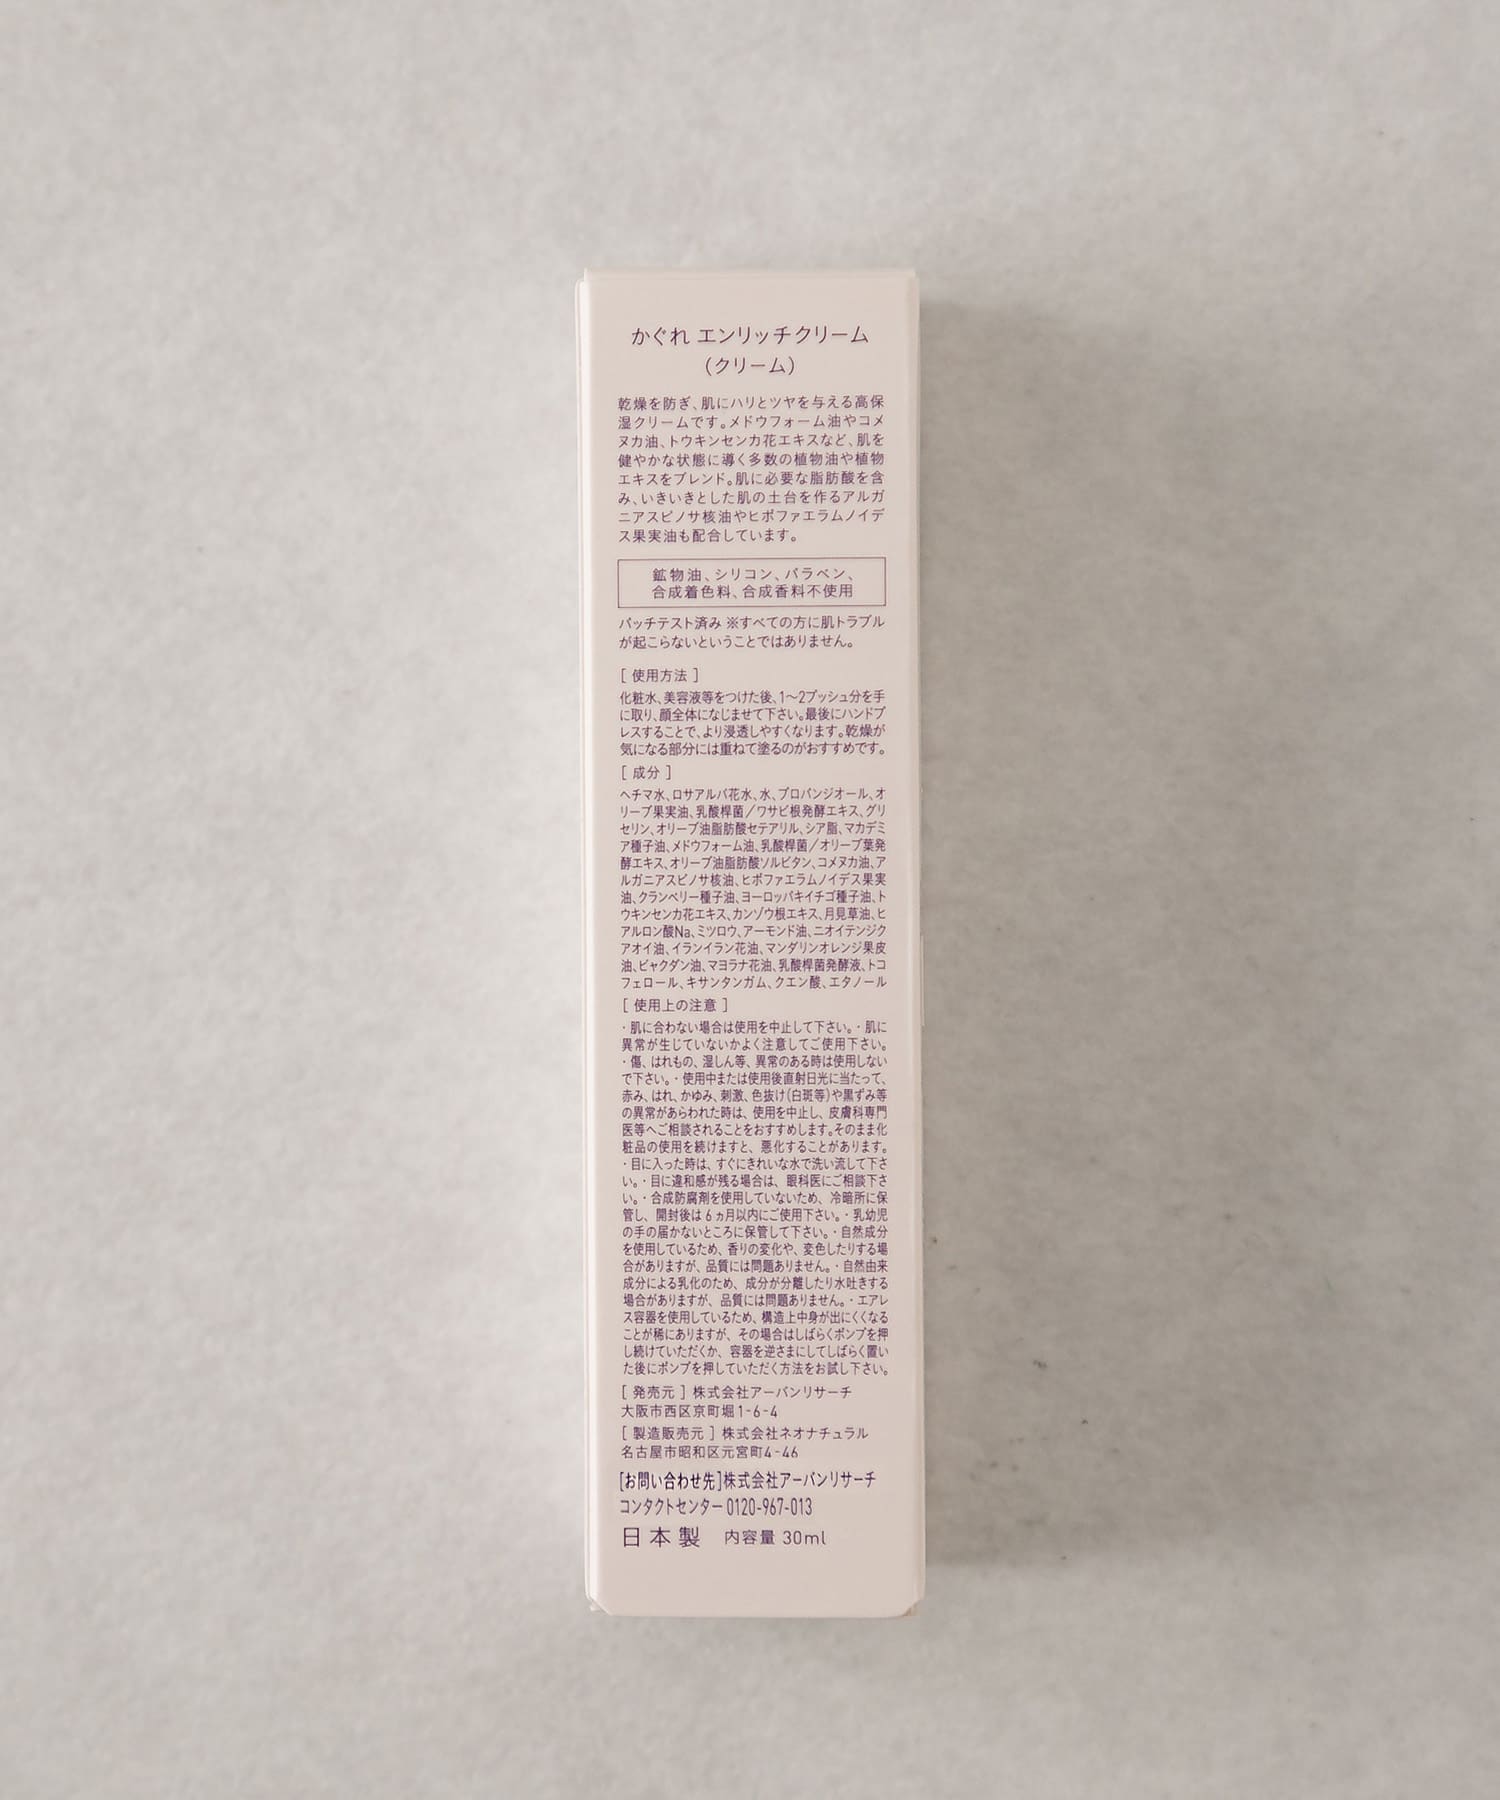 かぐれ エンリッチクリーム
(クリーム)
乾燥を防ぎ、肌にハリとツヤを与える高保
湿クリームです。メドウフォーム油やコメ
ヌカ油、トウキンセンカ花エキスなど、肌を
健やかな状態に導く多数の植物油や植物
エキスをブレンド。肌に必要な脂肪酸を含
み、いきいきとした肌の土台を作るアルガ
ニアスピノサ核油やヒポファエラムノイデ
ス果実油も配合しています。
鉱物油、シリコン、パラベン、
合成着色料、合成香料不使用
パッチテスト済み ※すべての方に肌トラブル
が起こらないということではありません。
[ 使用方法 ]
化粧水、美容液等をつけた後、1〜2プッシュ分を手
に取り、顔全体になじませて下さい。最後にハンドプ
レスすることで、より浸透しやすくなります。乾燥が
気になる部分には重ねて塗るのがおすすめです。
[ 成分 ]
ヘチマ水、ロサアルバ花水、水、プロパンジオール、オ
リーブ果実油、乳酸桿菌／ワサビ根発酵エキス、グリ
セリン、オリーブ油脂肪酸セテアリル、シア脂、マカデミ
ア種子油、メドウフォーム油、乳酸桿菌／オリーブ葉発
酵エキス、オリーブ油脂肪酸ソルビタン、コメヌカ油、ア
ルガニアスピノサ核油、ヒポファエラムノイデス果実
油、クランベリー種子油、ヨーロッパキイチゴ種子油、ト
ウキンセンカ花エキス、カンゾウ根エキス、月見草油、ヒ
アルロン酸Na、ミツロウ、アーモンド油、ニオイテンジク
アオイ油、イランイラン花油、マンダリンオレンジ果皮
油、ビャクダン油、マヨラナ花油、乳酸桿菌発酵液、トコ
フェロール、キサンタンガム、クエン酸、エタノール
[ 使用上の注意 ]
・肌に合わない場合は使用を中止して下さい。・肌に
異常が生じていないかよく注意してご使用下さい。
・傷、はれもの、湿しん等、異常のある時は使用しない
で下さい。・使用中または使用後直射日光に当たって、
赤み、はれ、かゆみ、刺激、色抜け(白斑等)や黒ずみ等
の異常があらわれた時は、使用を中止し、皮膚科専門
医等へご相談されることをおすすめします。そのまま化
粧品の使用を続けますと、悪化することがあります。
・目に入った時は、すぐにきれいな水で洗い流して下さ
い。・目に違和感が残る場合は、眼科医にご相談下さ
い。・合成防腐剤を使用していないため、冷暗所に保
管し、開封後は6ヵ月以内にご使用下さい。・乳幼児
の手の届かないところに保管して下さい。・自然成分
を使用しているため、香りの変化や、変色したりする場
合がありますが、品質には問題ありません。・自然由来
成分による乳化のため、成分が分離したり水吐きする
場合がありますが、品質には問題ありません。・エアレ
ス容器を使用しているため、構造上中身が出にくくなる
ことが稀にありますが、その場合はしばらくポンプを押
し続けていただくか、容器を逆さまにしてしばらく置い
た後にポンプを押していただく方法をお試し下さい。
[ 発売元 ] 株式会社アーバンリサーチ
大阪市西区京町堀1-6-4
[ 製造販売元 ] 株式会社ネオナチュラル
名古屋市昭和区元宮町4-46
[お問い合わせ先]株式会社アーバンリサーチ
コンタクトセンター0120-967-013
日本製 内容量 30ml